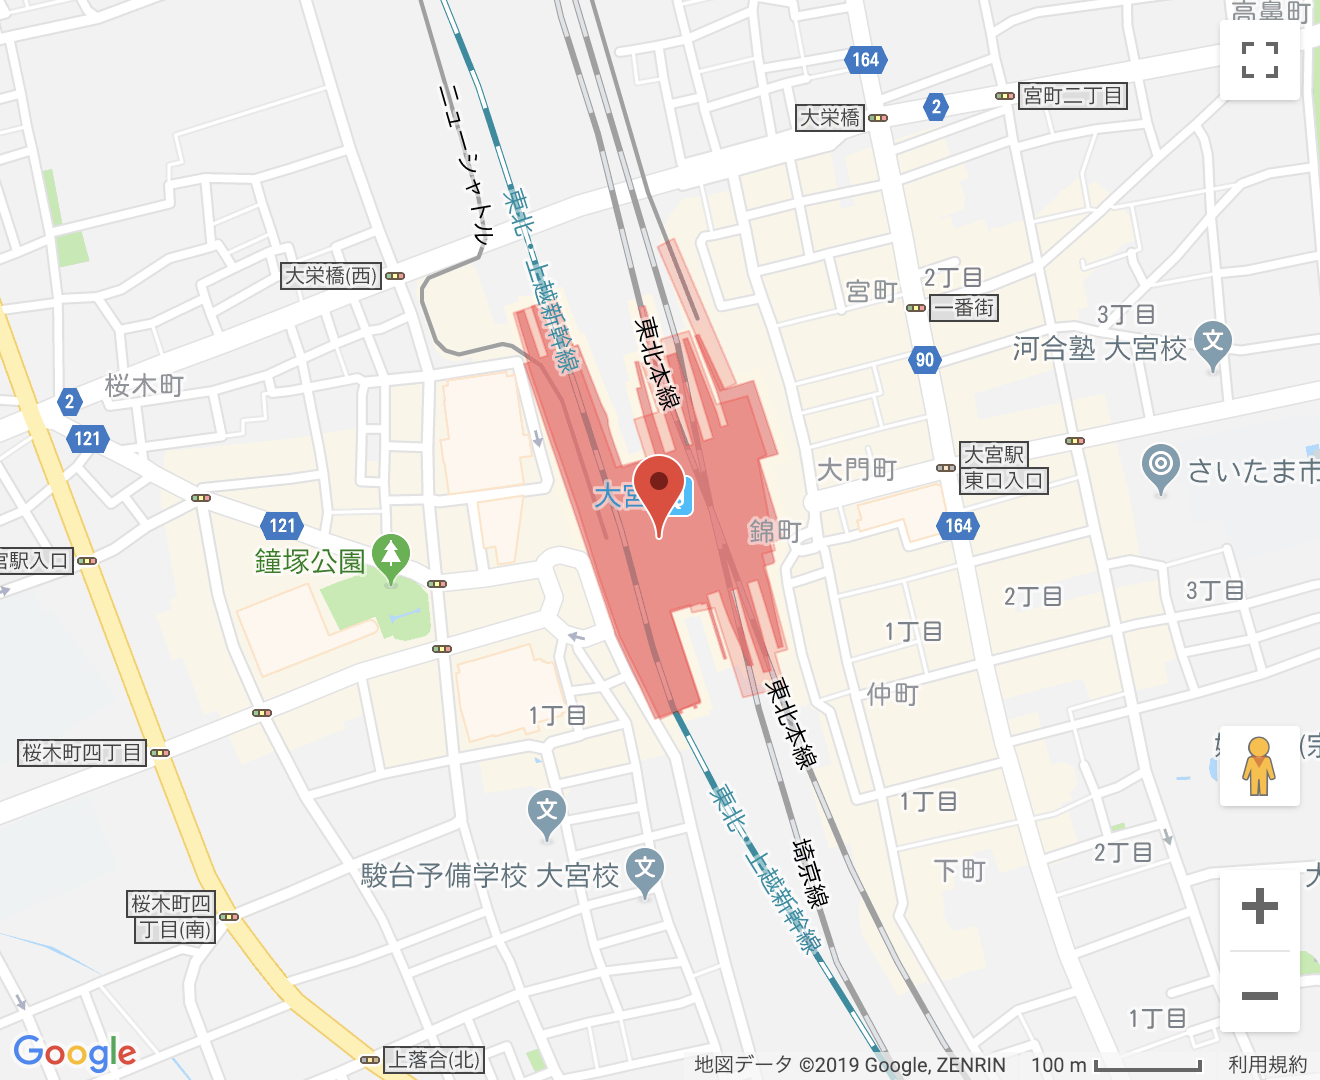 高鼻町
164
宮町二丁目
2
大栄橋
ニューシャトル
東北・上越新幹線
大栄橋(西)
2丁目
宮町
一番街
3丁目
東北本線
河合塾 大宮校
90
桜木町
2
121
大宮駅
東口入口
大門町
さいたま市
大宮
121
164
錦町
鐘塚公園
宮駅入口
3丁目
2丁目
1丁目
仲町
1丁目
東北本線
桜木町四丁目
(宗
1丁目
東北・上越新幹線
埼京線
2丁目
下町
駿台予備学校 大宮校
桜木町四
丁目(南)
1丁目
Google
上落合(北)
地図データ ©2019 Google, ZENRIN
100 m
利用規約